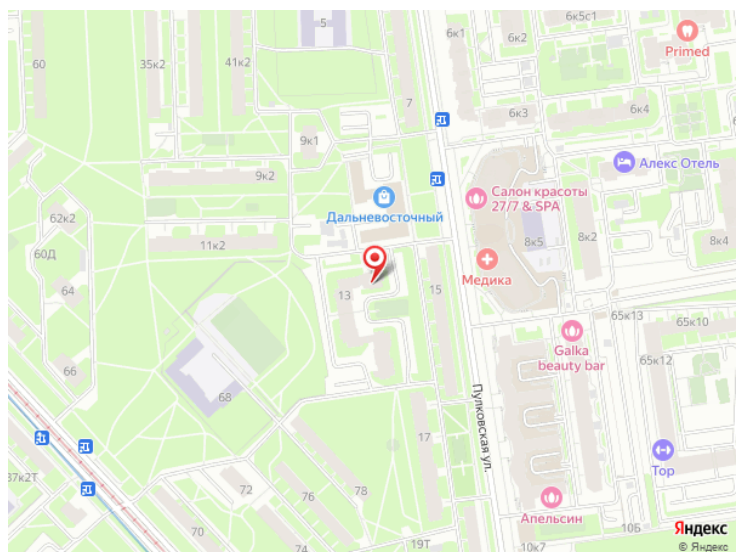 5
6к1
6к2
6к5с1
Primed
60
35к2
41к2
7
6к3
6к4
9к1
Алекс Отель
9к2
Салон красоты
27/7 & SPA
Дальневосточный
62к2
60Д
11к2
8к5
8к2
8к4
Медика
64
13
15
65к13
65к10
Galka
beauty bar
65к12
66
68
Пулковская ул.
17
Тор
37к2Т
72
76
78
Апельсин
70
74
19Т
10к7
10Б
Яндекс
© Яндекс